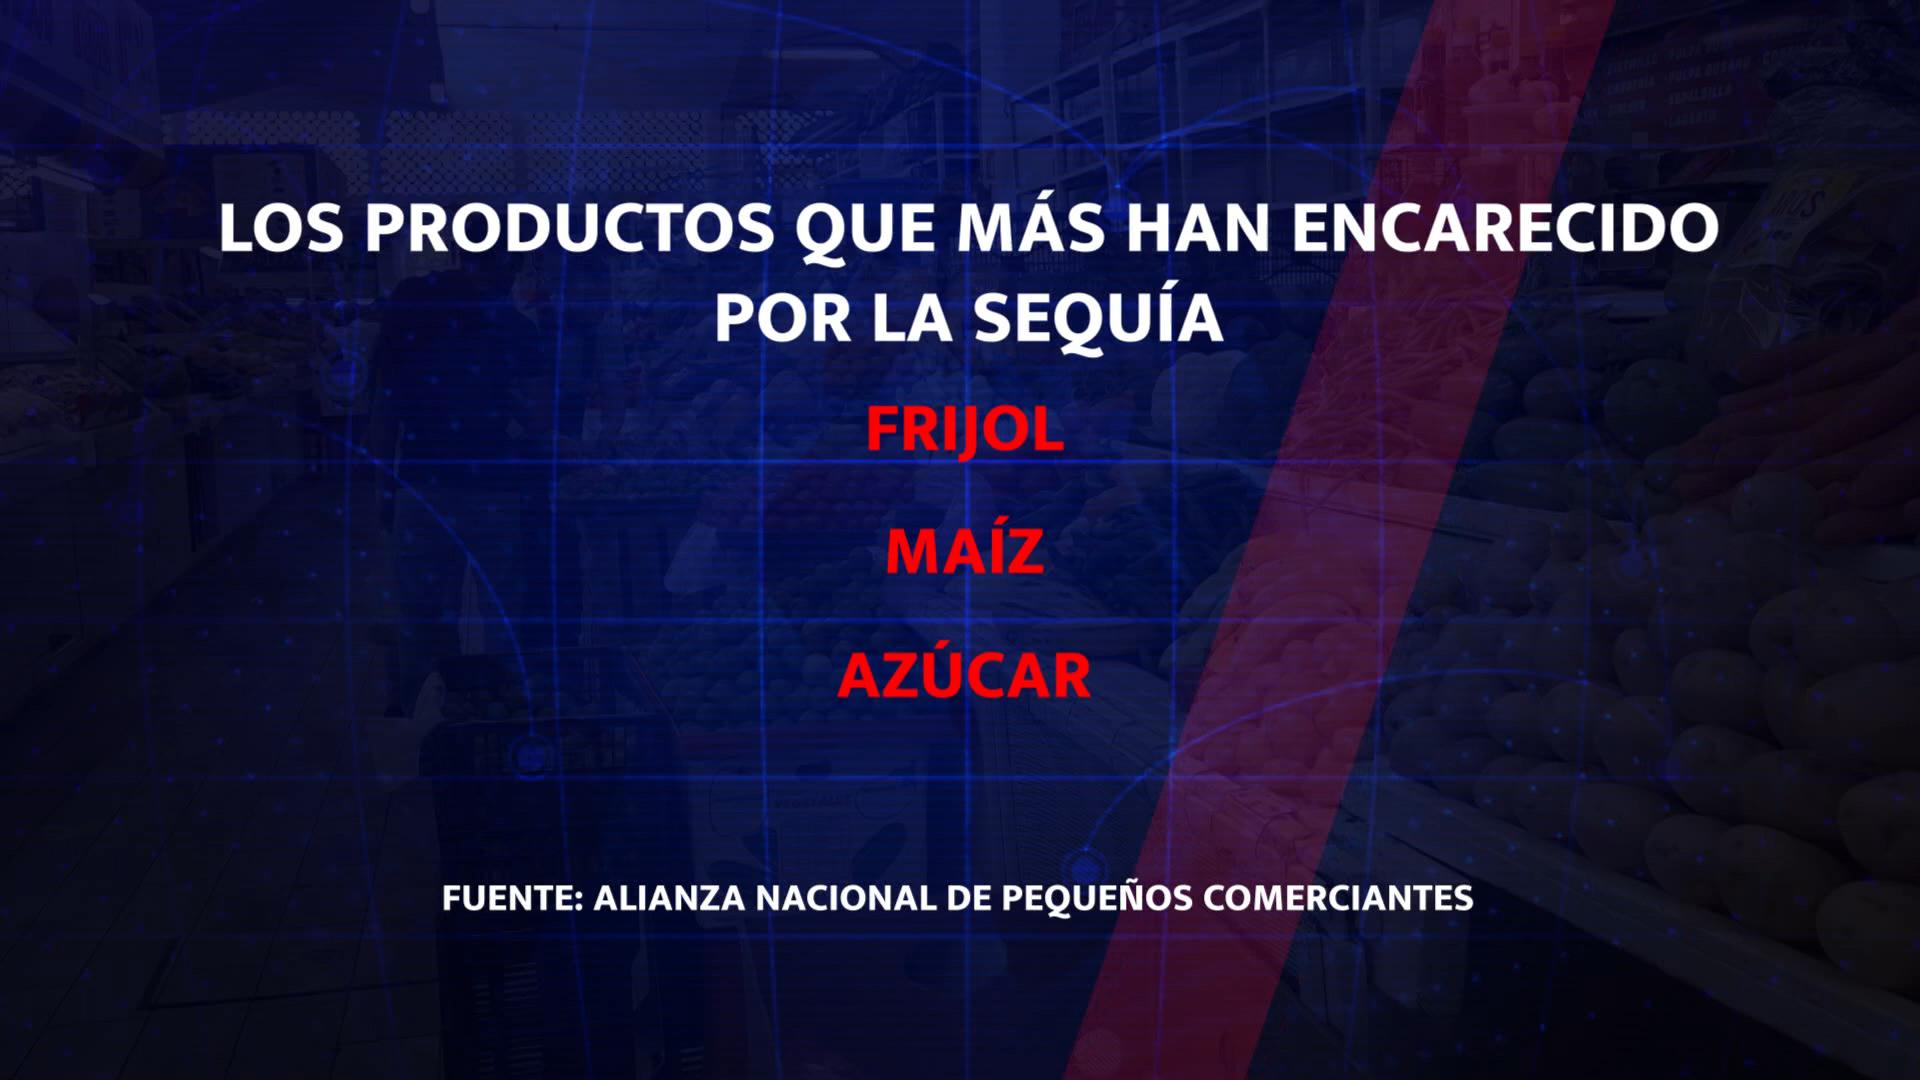 LOS PRODUCTOS QUE MÁS HAN ENCARECIDO
POR LA SEQUÍA
FRIJOL
MAÍZ
AZÚCAR
FUENTE: ALIANZA NACIONAL DE PEQUEÑOS COMERCIANTES